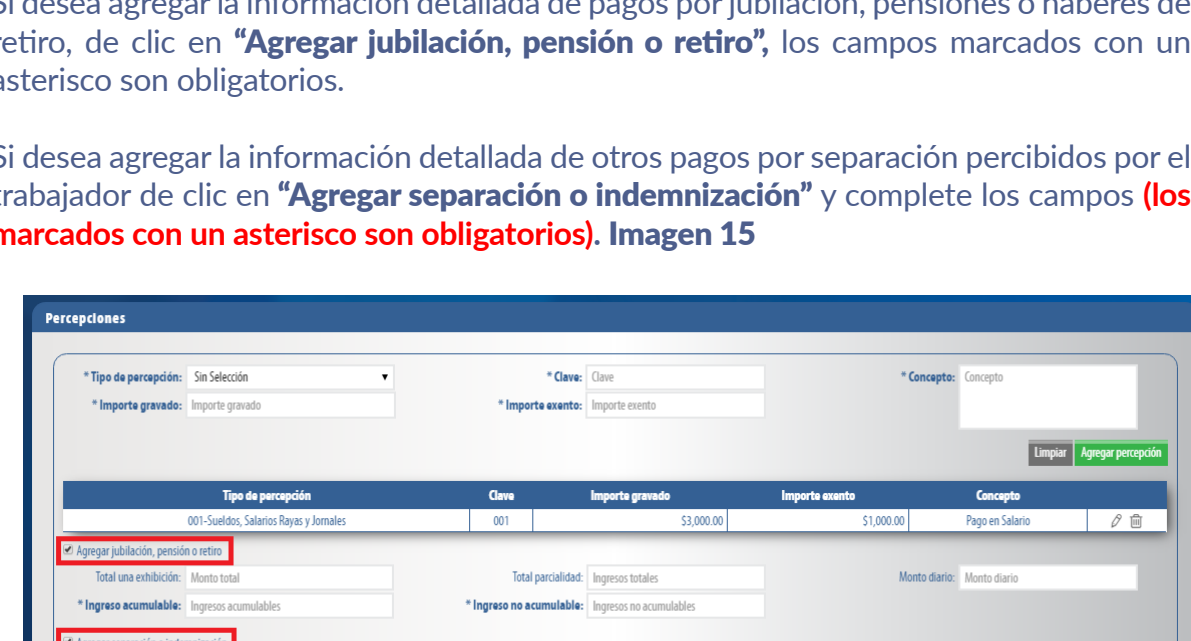 Si desea agregar la información detallada de pagos por jubilación, pensiones o haberes de
retiro, de clic en “Agregar jubilación, pensión o retiro”, los campos marcados con un
asterisco son obligatorios.
Si desea agregar la información detallada de otros pagos por separación percibidos por el
trabajador de clic en “Agregar separación o indemnización” y complete los campos (los
marcados con un asterisco son obligatorios). Imagen 15
Percepciones
* Tipo de percepción: Sin Selección * Clave: Clave * Concepto: Concepto
* Importe gravado: Importe gravado * Importe exento: Importe exento
Limpiar Agregar percepción
Tipo de percepción Clave Importe gravado Importe exento Concepto
001-Sueldos, Salarios Rayas y Jornales 001 $3,000.00 $1,000.00 Pago en Salario
Agregar jubilación, pensión o retiro
Total una exhibición: Monto total Total parcialidad: Ingresos totales Monto diario: Monto diario
* Ingreso acumulable: Ingresos acumulables * Ingreso no acumulable: Ingresos no acumulables
Agregar separación o indemnización